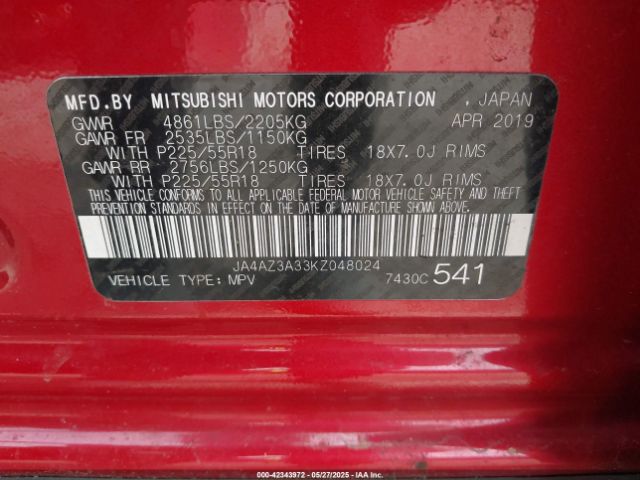 MFD.BY MITSUBISHI MOTORS CORPORATION , JAPAN
GVWR 4861LBS/2205KG APR 2019
GAWR FR 2535LBS/1150KG
WITH P225/55R18 TIRES 18X7.0J RIMS
GAWR RR 2756LBS/1250KG
WITH P225/55R18 TIRES 18X7.0J RIMS
THIS VEHICLE CONFORMS TO ALL APPLICABLE FEDERAL MOTOR VEHICLE SAFETY AND THEFT
PREVENTION STANDARDS IN EFFECT ON THE DATE OF MANUFACTURE SHOWN ABOVE.
JA4AZ3A33KZ048024
VEHICLE TYPE: MPV 7430C 541
000-42343972 — 05/27/2025 — IAA Inc.